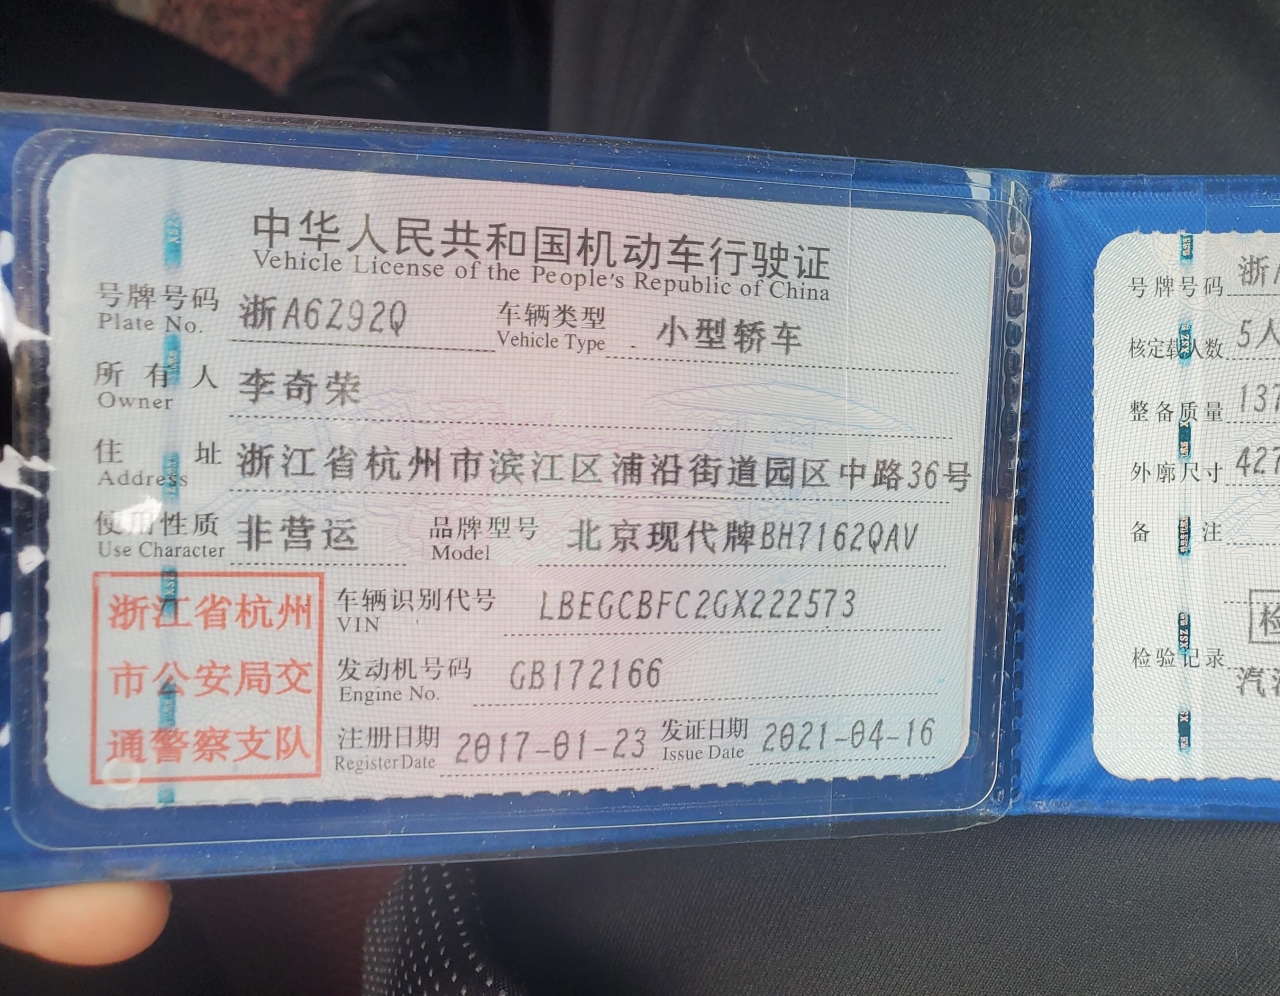 中华人民共和国机动车行驶证
Vehicle License of the People's Republic of China
号牌号码 浙A6Z92Q 车辆类型 小型轿车
Plate No. Vehicle Type
所有人 李奇荣
Owner
住址 浙江省杭州市滨江区浦沿街道园区中路36号
Address
使用性质 非营运 品牌型号 北京现代牌BH7162QAV
Use Character Model
浙江省杭州
市公安局交
通警察支队
车辆识别代号 LBEGCBFC2GX222573
VIN
发动机号码 GB172166
Engine No.
注册日期 2017-01-23 发证日期 2021-04-16
Register Date Issue Date
号牌号码 浙
核定载人数 5人
整备质量 13
外廓尺寸 427
备注
检验记录 检
汽
XSZ